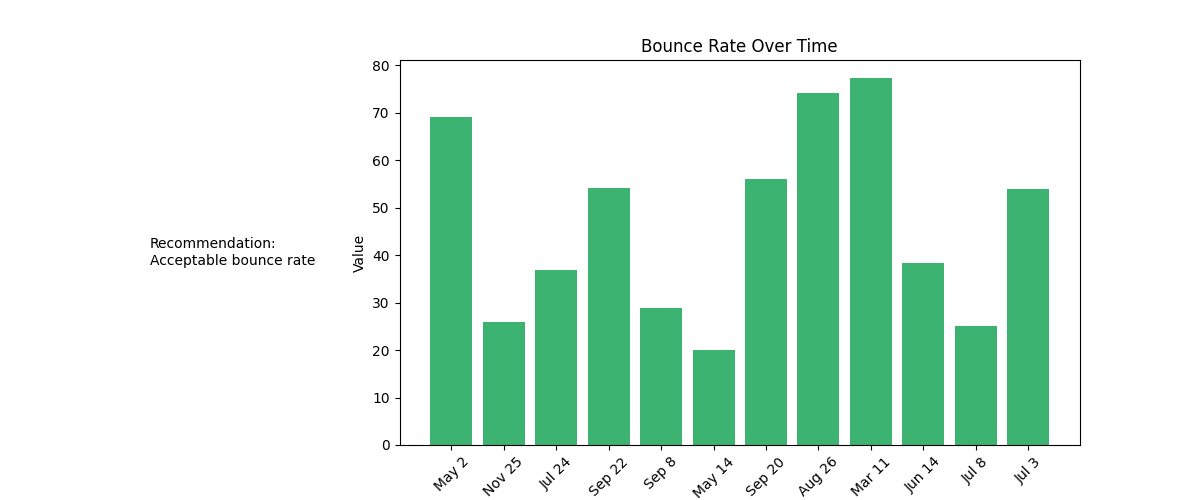 Bounce Rate Over Time
80
70
60
50
40
30
20
10
0
Value
Recommendation:
Acceptable bounce rate
May 2
Nov 25
Jul 24
Sep 22
Sep 8
May 14
Sep 20
Aug 26
Mar 11
Jun 14
Jul 8
Jul 3